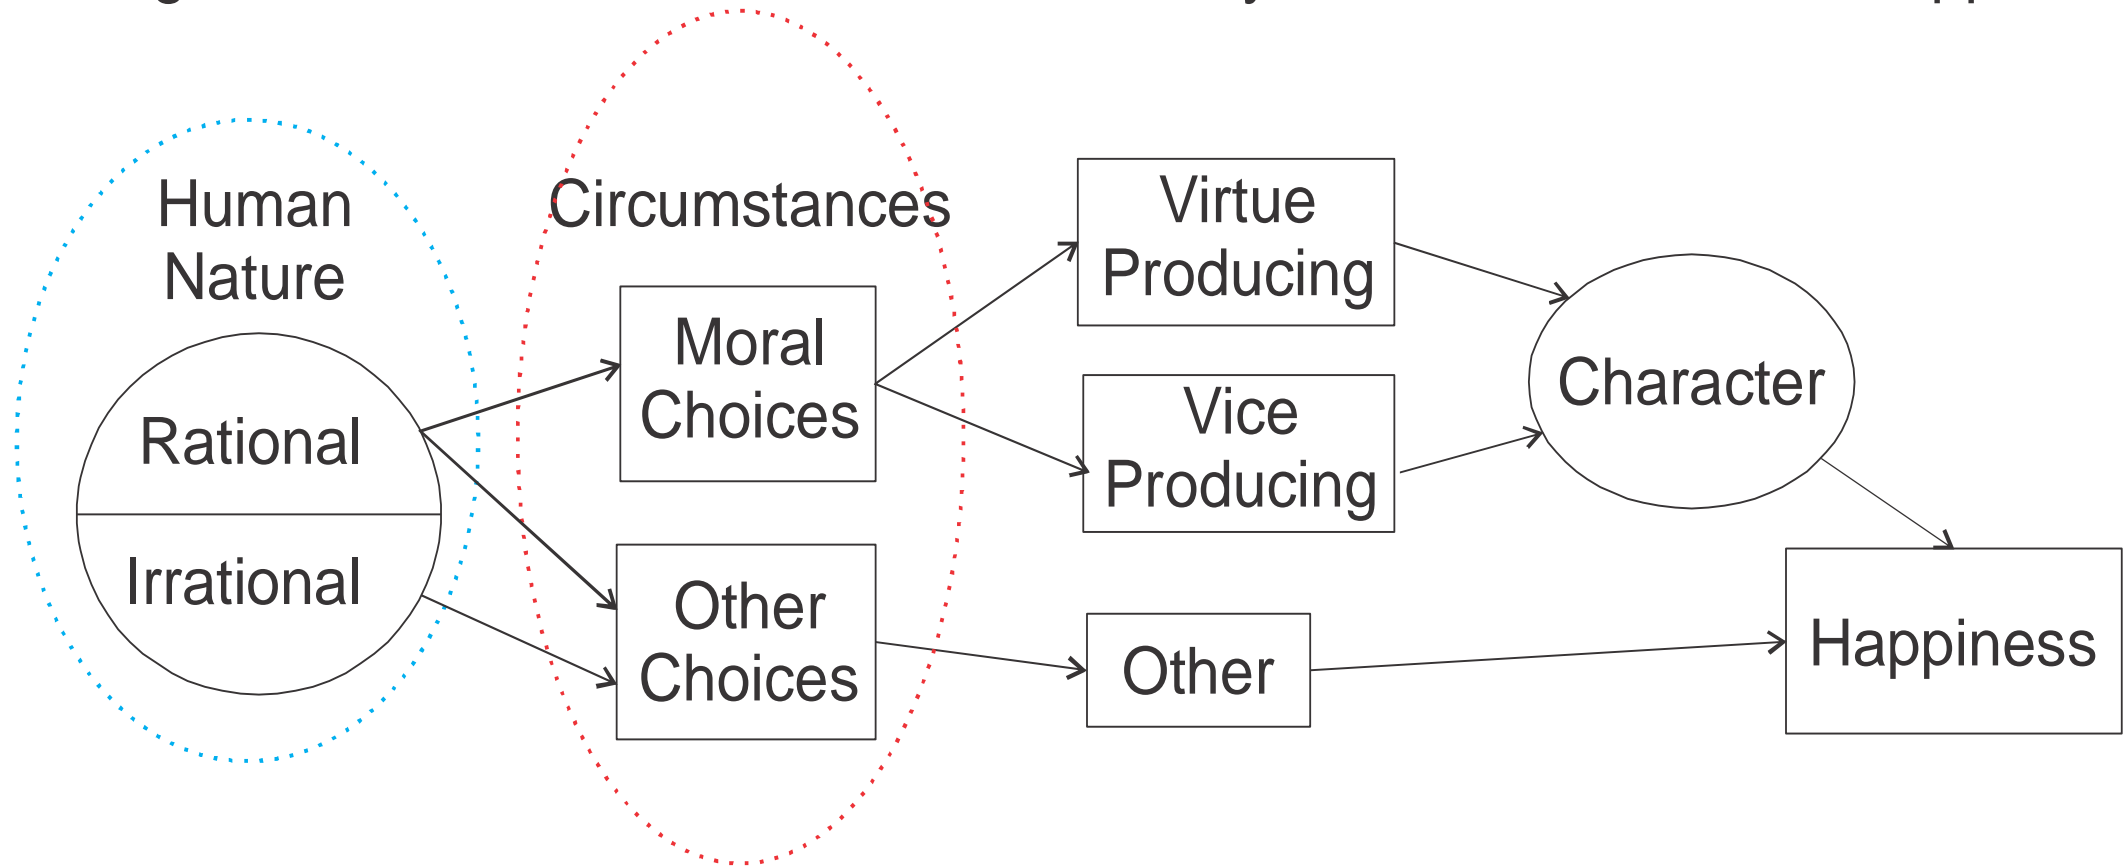 Human
Nature
Rational
Irrational
Circumstances
Moral
Choices
Other
Choices
Virtue
Producing
Vice
Producing
Other
Character
Happiness